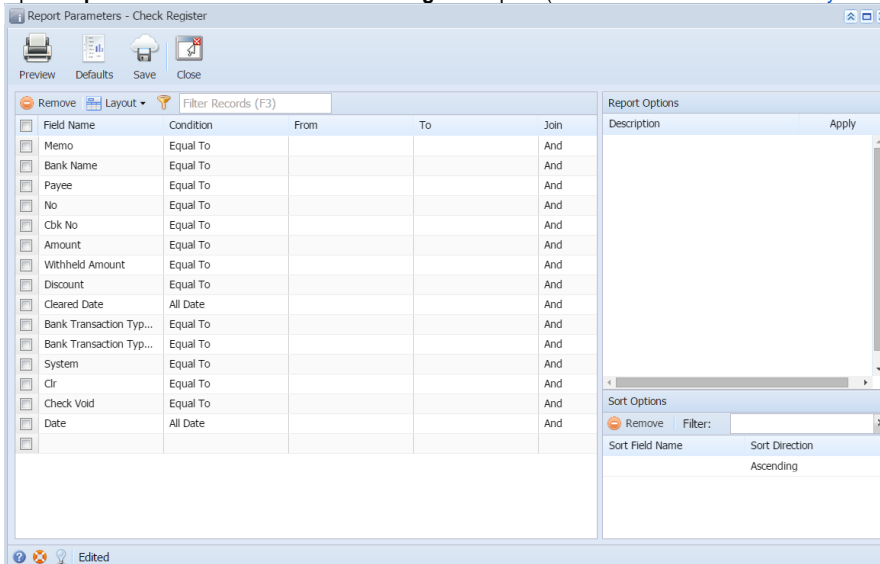 Report Parameters - Check Register
Preview Defaults Save Close
Remove Layout Filter Records (F3)
Field Name Condition From To Join
Memo Equal To And
Bank Name Equal To And
Payee Equal To And
No Equal To And
Cbk No Equal To And
Amount Equal To And
Withheld Amount Equal To And
Discount Equal To And
Cleared Date All Date And
Bank Transaction Typ... Equal To And
Bank Transaction Typ... Equal To And
System Equal To And
Clr Equal To And
Check Void Equal To And
Date All Date And
Report Options
Description Apply
Sort Options
Remove Filter:
Sort Field Name Sort Direction
Ascending
Edited